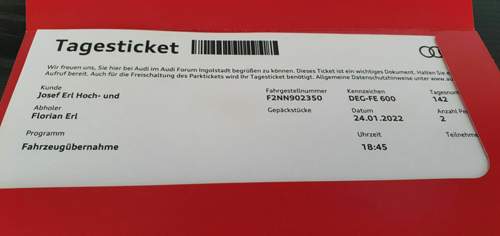 Tagesticket
Wir freuen uns, Sie hier bei Audi im Audi Forum Ingolstadt begrüßen zu können. Dieses Ticket ist ein wichtiges Dokument. Halten Sie
Aufruf bereit. Auch für die Freischaltung des Parktickets wird Ihr Tagesticket benötigt. Allgemeine Datenschutzhinweise unter
Kunde Fahrgestellnummer Kennzeichen
Josef Erl Hoch- und F2NN902350 DEG-FE 600 142
Abholer Gepäckstücke Datum Anzahl
Florian Erl 24.01.2022 2
Programm Uhrzeit
Fahrzeugübernahme 18:45